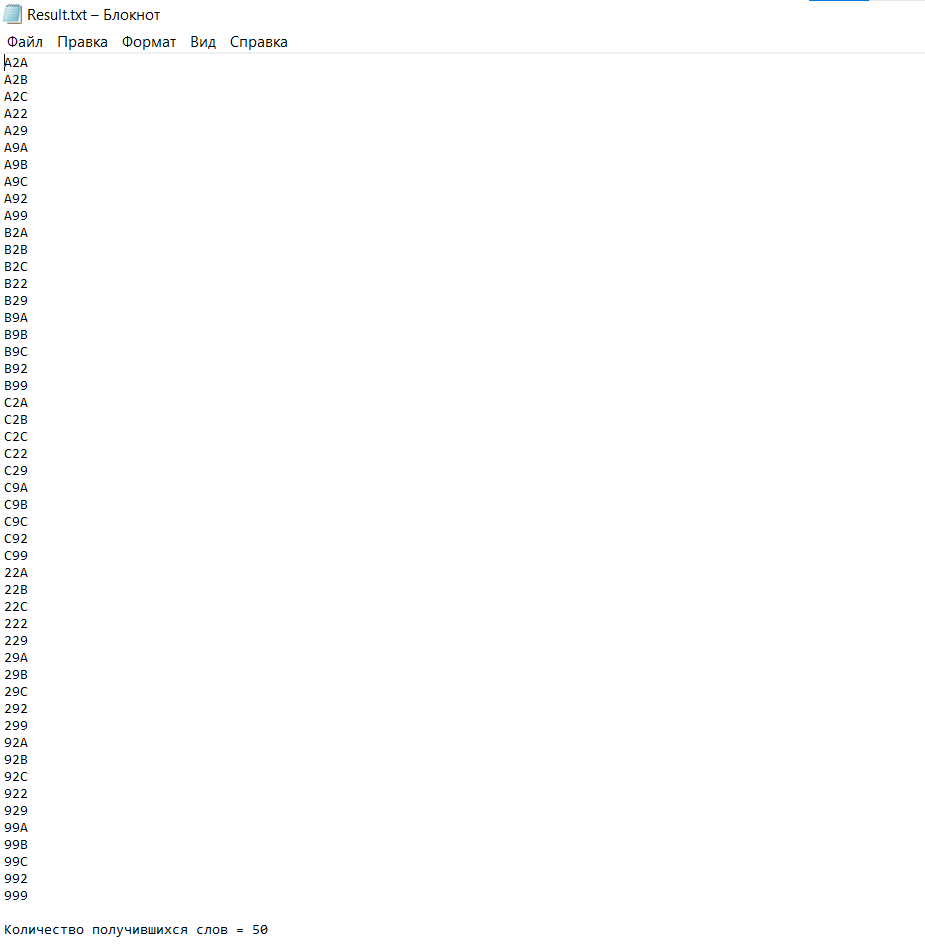 Result.txt – Блокнот
Файл Правка Формат Вид Справка
A2A
A2B
A2C
A22
A29
A9A
A9B
A9C
A92
A99
B2A
B2B
B2C
B22
B29
B9A
B9B
B9C
B92
B99
C2A
C2B
C2C
C22
C29
C9A
C9B
C9C
C92
C99
22A
22B
22C
222
229
29A
29B
29C
292
299
92A
92B
92C
922
929
99A
99B
99C
992
999
Количество получившихся слов = 50